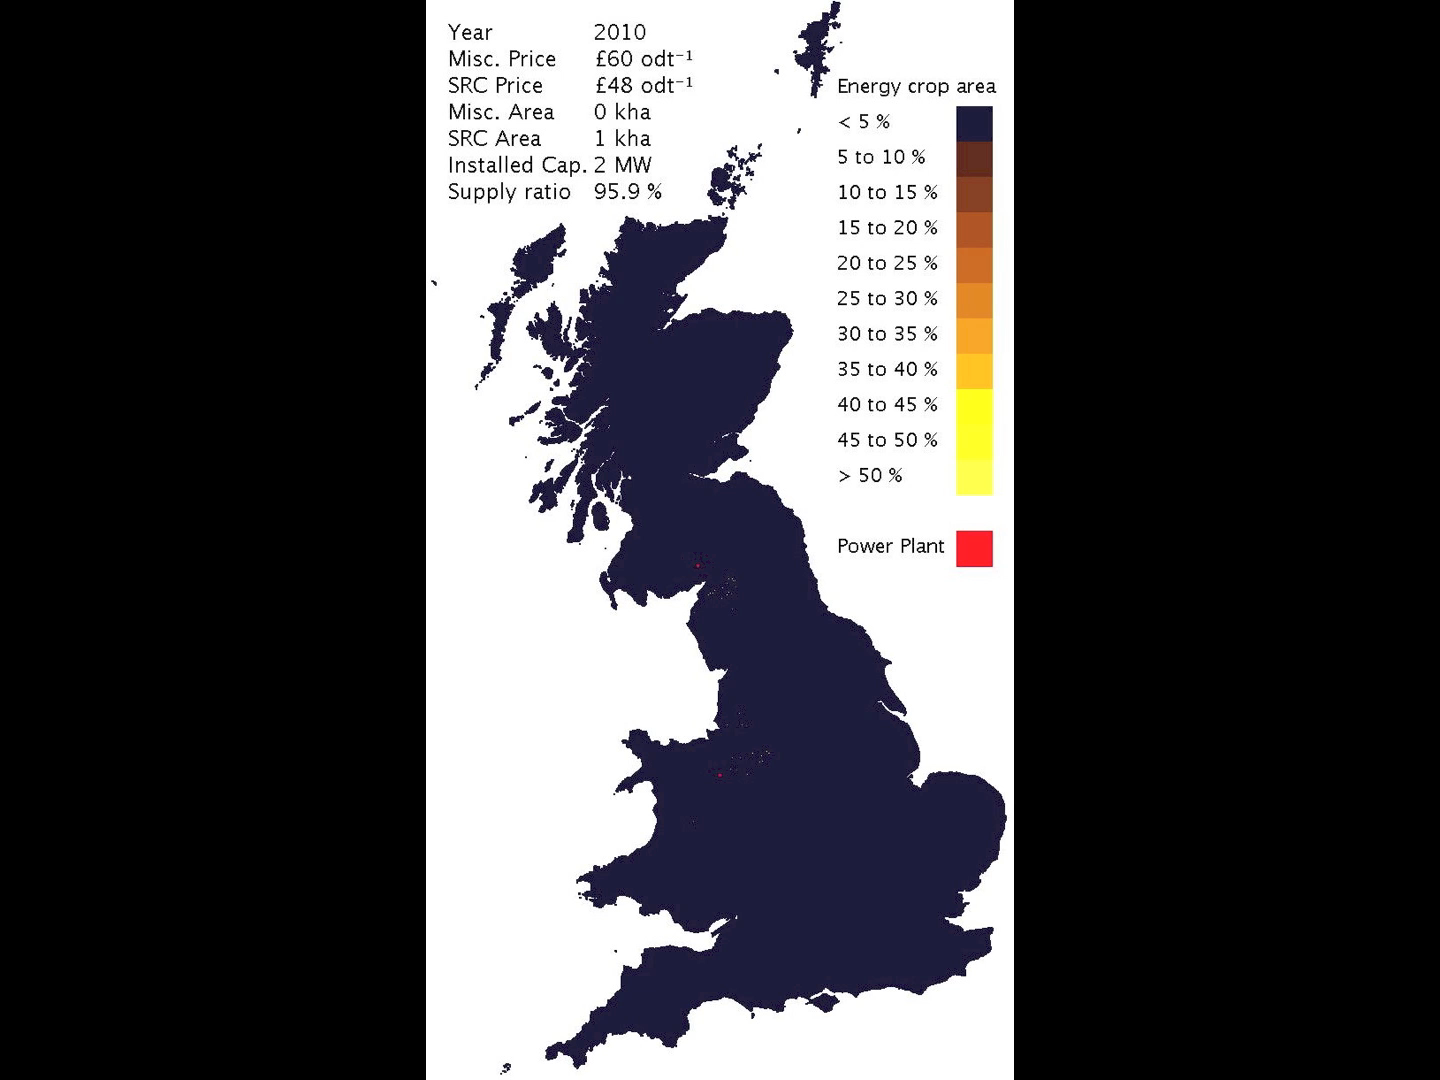 Year 2010
Misc. Price £60 odt⁻¹
SRC Price £48 odt⁻¹
Misc. Area 0 kha
SRC Area 1 kha
Installed Cap. 2 MW
Supply ratio 95.9 %
Energy crop area
< 5 %
5 to 10 %
10 to 15 %
15 to 20 %
20 to 25 %
25 to 30 %
30 to 35 %
35 to 40 %
40 to 45 %
45 to 50 %
> 50 %
Power Plant